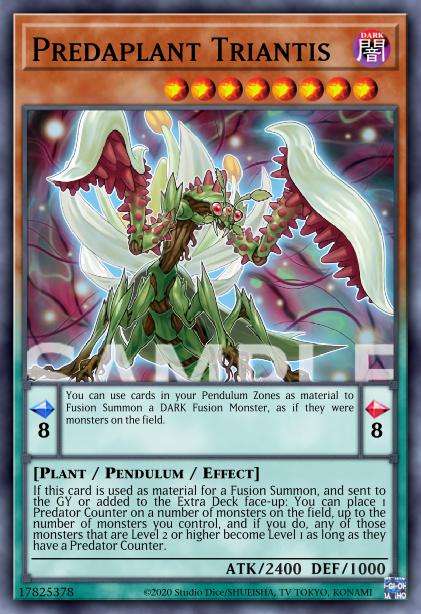 PREDAPLANT TRIANTIS
DARK
闇
SAMPLE
You can use cards in your Pendulum Zones as material to
Fusion Summon a DARK Fusion Monster, as if they were
monsters on the field.
8
8
[PLANT / PENDULUM / EFFECT]
If this card is used as material for a Fusion Summon, and sent to
the GY or added to the Extra Deck face-up: You can place 1
Predator Counter on a number of monsters on the field, up to the
number of monsters you control, and if you do, any of those
monsters that are Level 2 or higher become Level 1 as long as they
have a Predator Counter.
ATK/2400 DEF/1000
17825378
©2020 Studio Dice/SHUEISHA, TV TOKYO, KONAMI